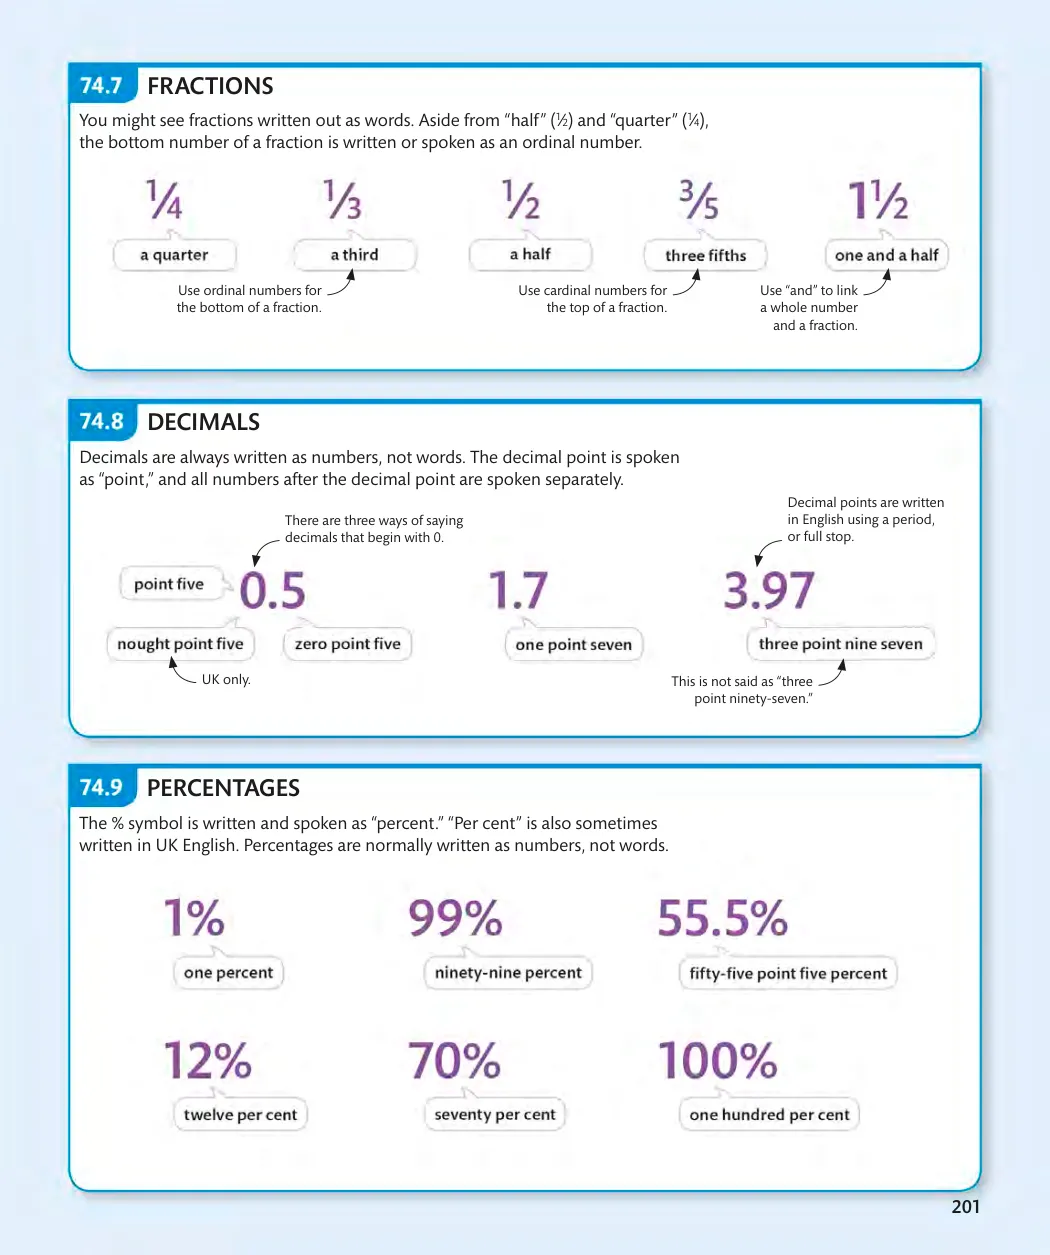 74.7 FRACTIONS
You might see fractions written out as words. Aside from “half” (½) and “quarter” (¼),
the bottom number of a fraction is written or spoken as an ordinal number.
¼ ⅓ ½ ⅗ 1½
a quarter a third a half three fifths one and a half
Use ordinal numbers for
the bottom of a fraction.
Use cardinal numbers for
the top of a fraction.
Use “and” to link
a whole number
and a fraction.
74.8 DECIMALS
Decimals are always written as numbers, not words. The decimal point is spoken
as “point,” and all numbers after the decimal point are spoken separately.
There are three ways of saying
decimals that begin with 0.
Decimal points are written
in English using a period,
or full stop.
point five 0.5 1.7 3.97
nought point five zero point five one point seven three point nine seven
UK only.
This is not said as “three
point ninety-seven.”
74.9 PERCENTAGES
The % symbol is written and spoken as “percent.” “Per cent” is also sometimes
written in UK English. Percentages are normally written as numbers, not words.
1% 99% 55.5%
one percent ninety-nine percent fifty-five point five percent
12% 70% 100%
twelve per cent seventy per cent one hundred per cent
201